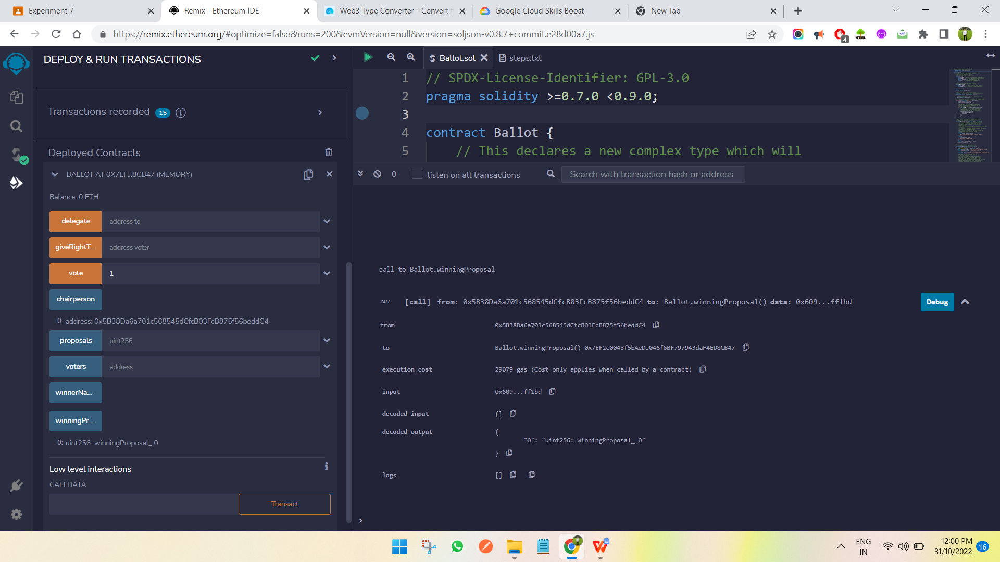 Experiment 7
Remix - Ethereum IDE
Web3 Type Converter - Convert f
Google Cloud Skills Boost
New Tab
https://remix.ethereum.org/#optimize=false&runs=200&evmVersion=null&version=soljson-v0.8.7+commit.e28d00a7.js
4
HTML
DEPLOY & RUN TRANSACTIONS
Transactions recorded 15
Deployed Contracts
BALLOT AT 0X7EF...8CB47 (MEMORY)
Balance: 0 ETH
delegate address to
giveRightT... address voter
vote 1
chairperson
0: address: 0x5B38Da6a701c568545dCfcB03FcB875f56beddC4
proposals uint256
voters address
winnerNa...
winningPr...
0: uint256: winningProposal_ 0
Low level interactions
CALLDATA
Transact
Ballot.sol
steps.txt
1 // SPDX-License-Identifier: GPL-3.0
2 pragma solidity >=0.7.0 <0.9.0;
3
4 contract Ballot {
5 // This declares a new complex type which will
0 listen on all transactions Search with transaction hash or address
call to Ballot.winningProposal
CALL [call] from: 0x5B38Da6a701c568545dCfcB03FcB875f56beddC4 to: Ballot.winningProposal() data: 0x609...ff1bd Debug
from 0x5B38Da6a701c568545dCfcB03FcB875f56beddC4
to Ballot.winningProposal() 0x7EF2e0048f5bAeDe046f6BF797943daF4ED8CB47
execution cost 29079 gas (Cost only applies when called by a contract)
input 0x609...ff1bd
decoded input {}
decoded output {
"0": "uint256: winningProposal_ 0"
}
logs []
>
ENG
IN
12:00 PM
31/10/2022
16